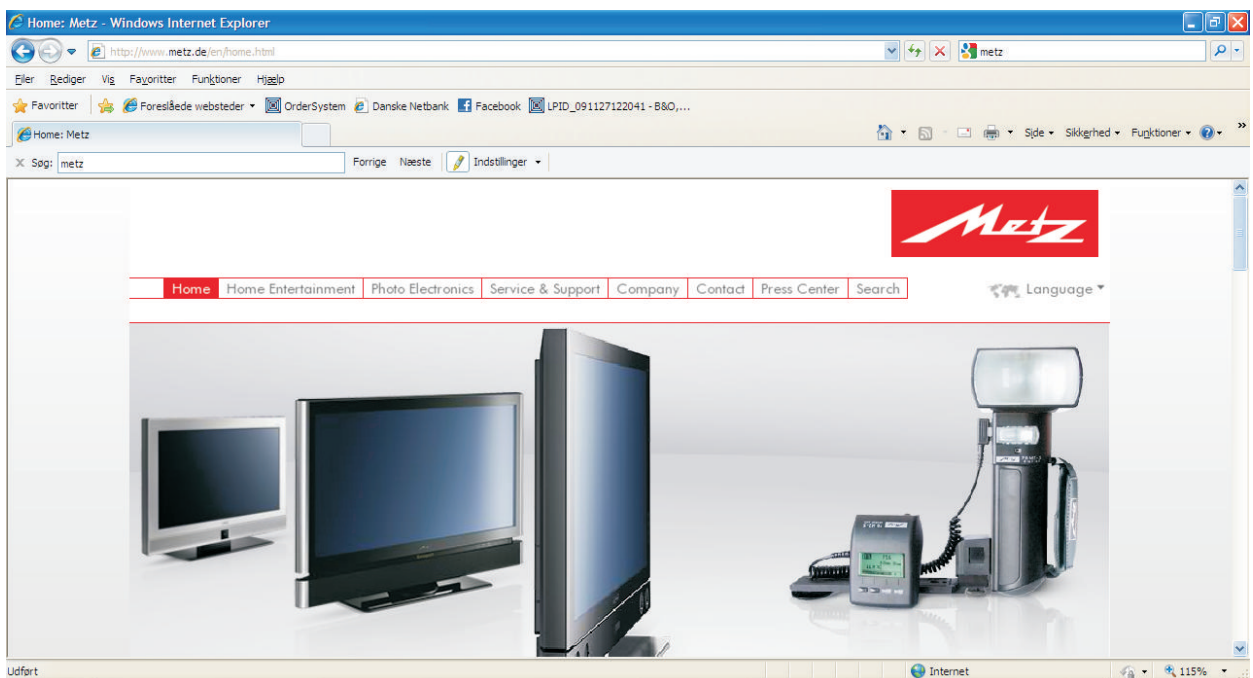 Home: Metz - Windows Internet Explorer
http://www.metz.de/en/home.html metz
Filer Rediger Vis Favoritter Funktioner Hjælp
Favoritter Foreslåede websteder OrderSystem Danske Netbank Facebook LPID_091127122041 - B&O,...
Home: Metz Side Sikkerhed Funktioner »
x Søg: metz Forrige Næste Indstillinger
Metz
Home Home Entertainment Photo Electronics Service & Support Company Contact Press Center Search Language
Udført Internet 115%